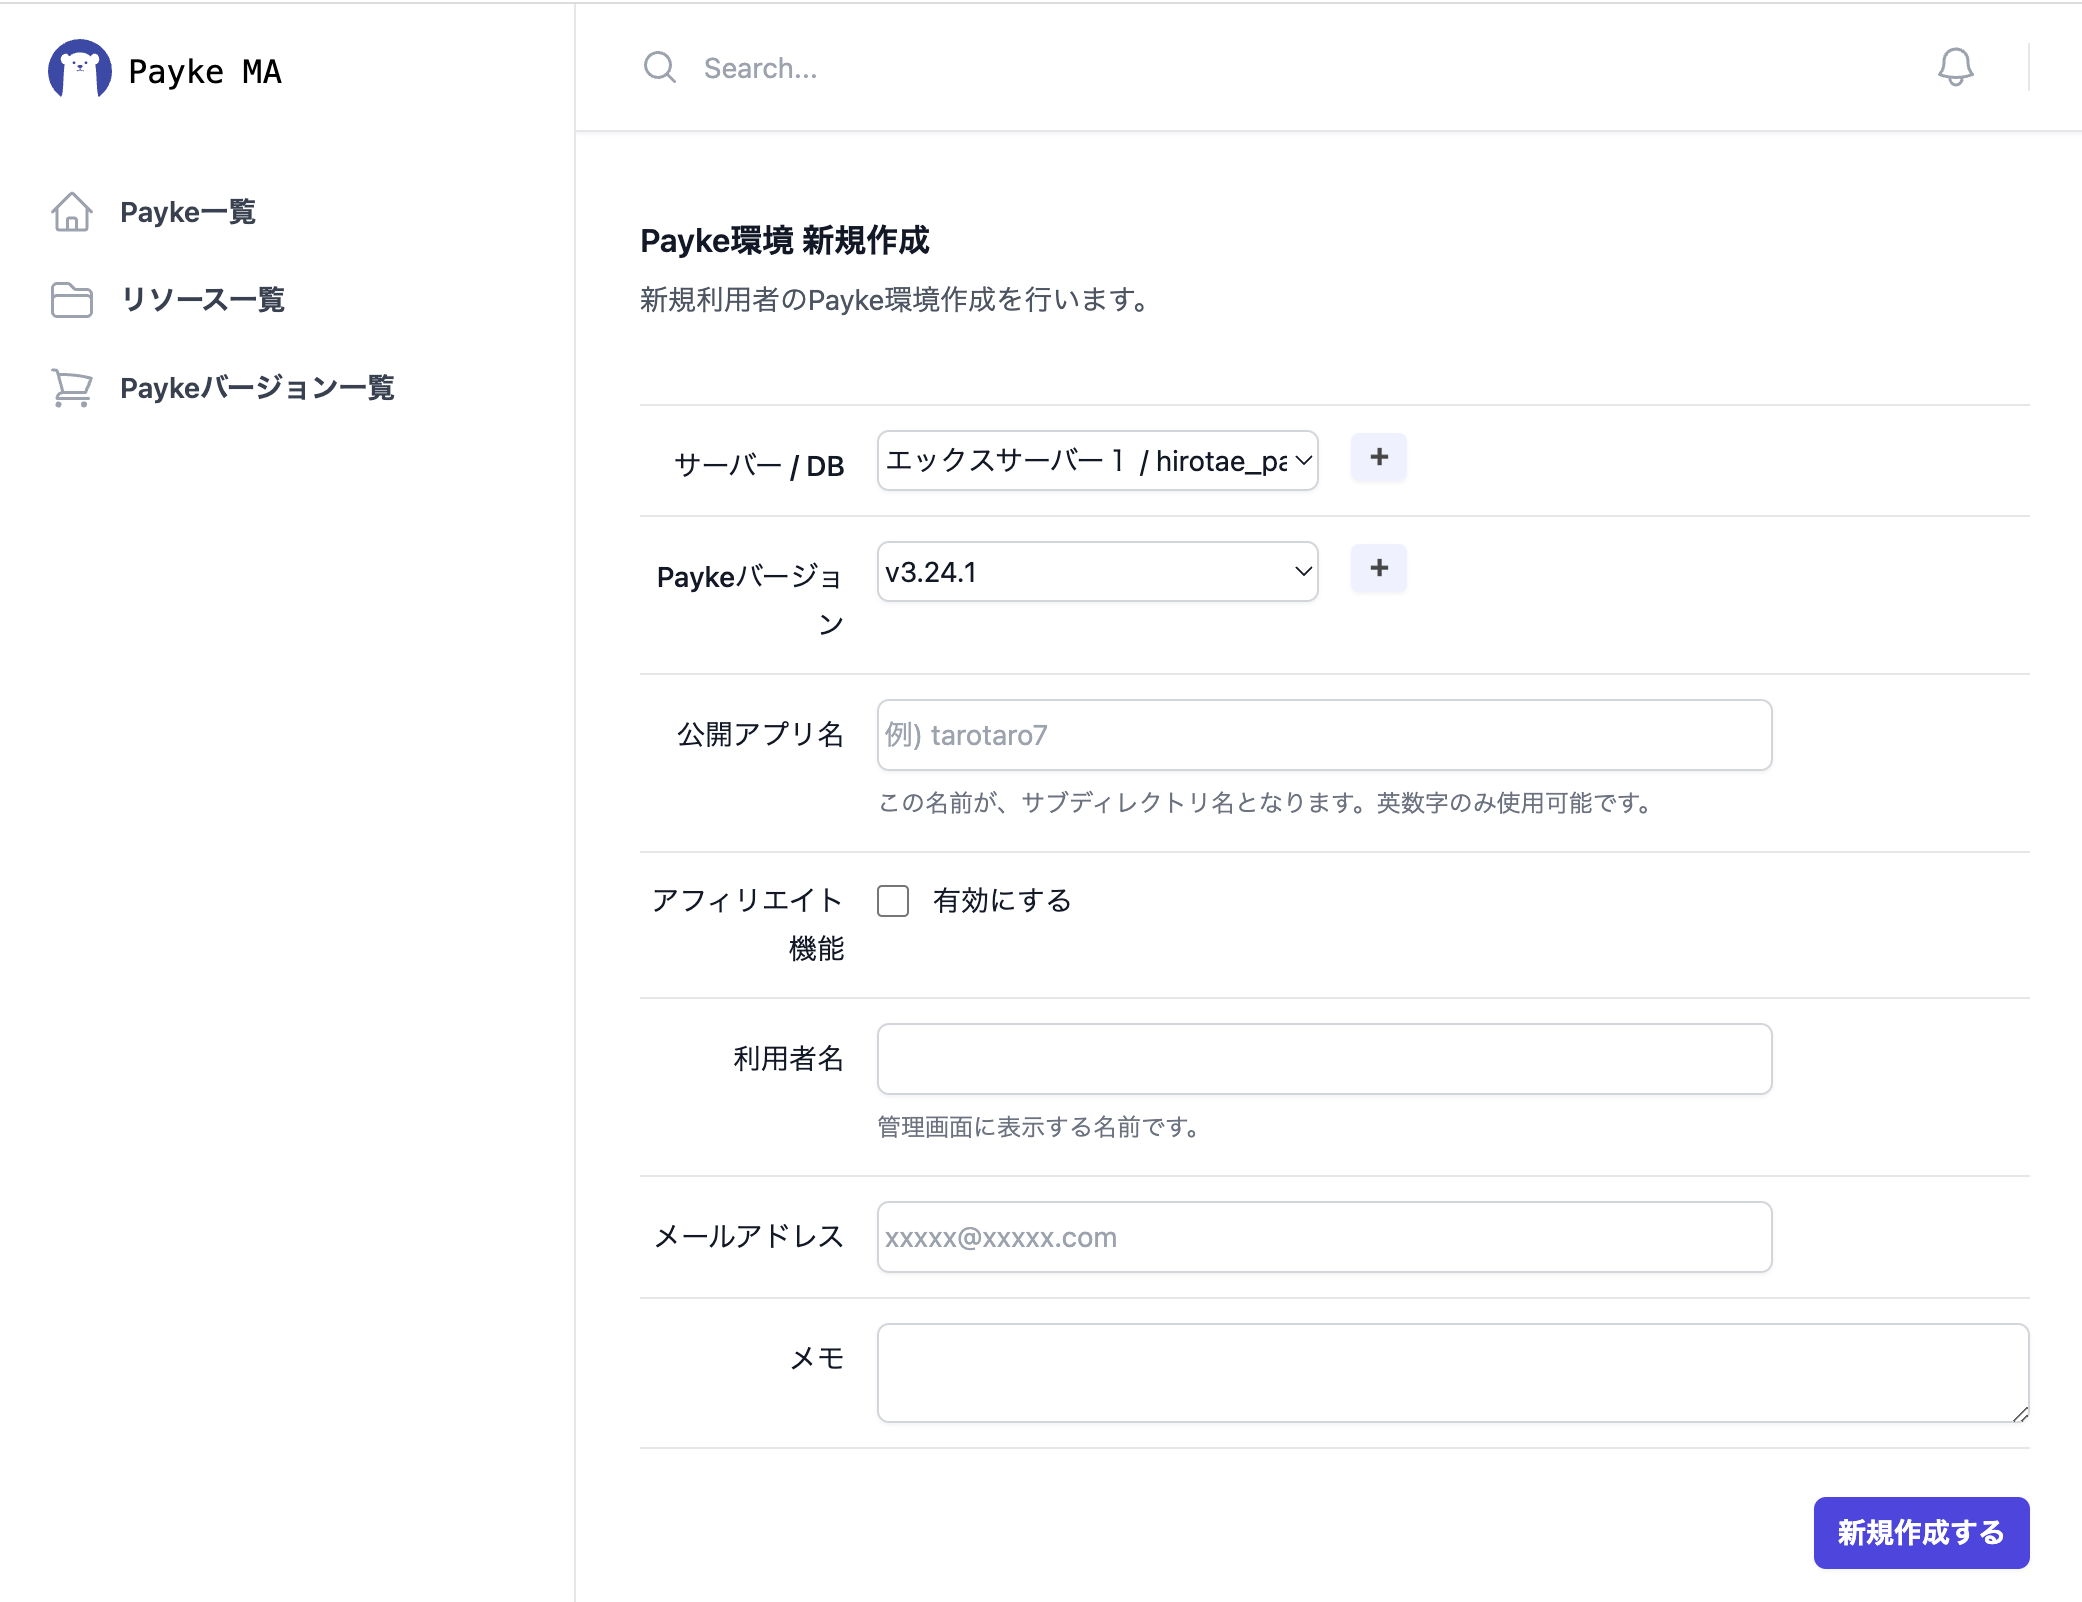 Payke MA
Search...
Payke一覧
リソース一覧
Paykeバージョン一覧
Payke環境 新規作成
新規利用者のPayke環境作成を行います。
サーバー / DB
エックスサーバー１ / hirotae_pa
+
Paykeバージョ
ン
v3.24.1
+
公開アプリ名
例) tarotaro7
この名前が、サブディレクトリ名となります。英数字のみ使用可能です。
アフィリエイト
機能
有効にする
利用者名
管理画面に表示する名前です。
メールアドレス
xxxxx@xxxxx.com
メモ
新規作成する